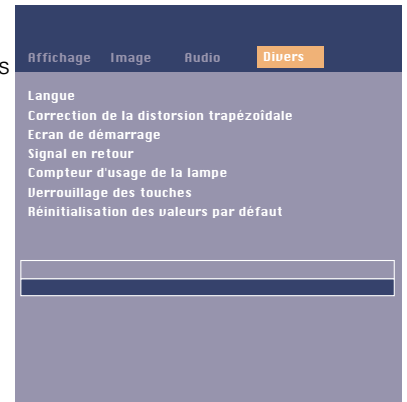 S
Affichage Image Audio Divers
Langue
Correction de la distorsion trapézoîdale
Ecran de démarrage
Signal en retour
Compteur d'usage de la lampe
Verrouillage des touches
Réinitialisation des valeurs par défaut